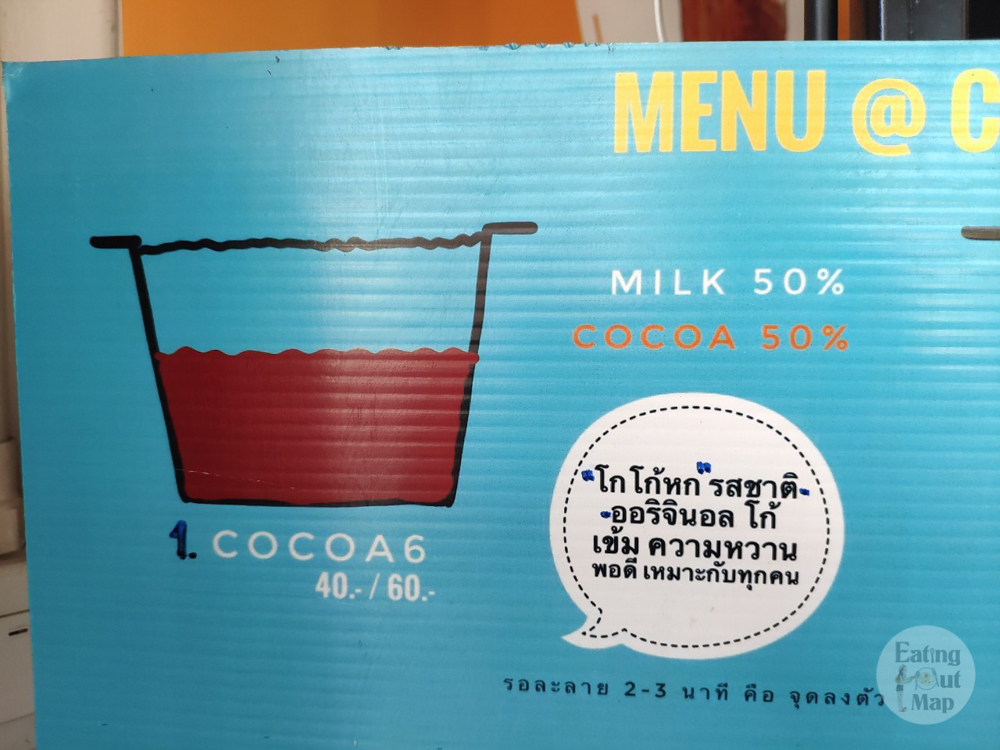 MENU @ C
MILK 50%
COCOA 50%
"โกโก้หก" รสชาติ-
-ออริจินอล โก้
เข้ม ความหวาน
พอดี เหมาะกับทุกคน
1. COCOA6
40.- / 60.-
รอละลาย 2-3 นาที คือ จุดลงตัว
Eating
Out
Map